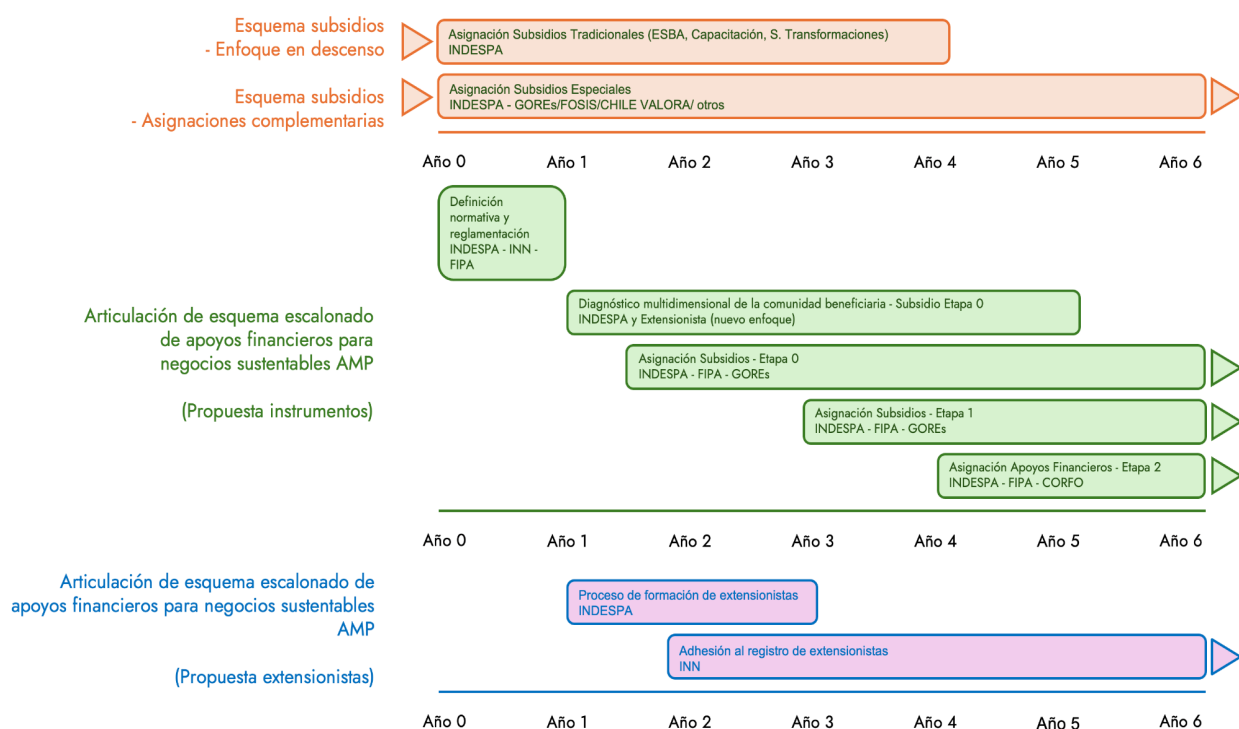 Esquema subsidios
- Enfoque en descenso
Asignación Subsidios Tradicionales (ESBA, Capacitación, S. Transformaciones)
INDESPA
Esquema subsidios
- Asignaciones complementarias
Asignación Subsidios Especiales
INDESPA - GOREs/FOSIS/CHILE VALORA/ otros
Año 0 Año 1 Año 2 Año 3 Año 4 Año 5 Año 6
Definición
normativa y
reglamentación
INDESPA - INN -
FIPA
Articulación de esquema escalonado
de apoyos financieros para
negocios sustentables AMP
(Propuesta instrumentos)
Diagnóstico multidimensional de la comunidad beneficiaria - Subsidio Etapa 0
INDESPA y Extensionista (nuevo enfoque)
Asignación Subsidios - Etapa 0
INDESPA - FIPA - GOREs
Asignación Subsidios - Etapa 1
INDESPA - FIPA - GOREs
Asignación Apoyos Financieros - Etapa 2
INDESPA - FIPA - CORFO
Año 0 Año 1 Año 2 Año 3 Año 4 Año 5 Año 6
Articulación de esquema escalonado de
apoyos financieros para negocios sustentables
AMP
(Propuesta extensionistas)
Proceso de formación de extensionistas
INDESPA
Adhesión al registro de extensionistas
INN
Año 0 Año 1 Año 2 Año 3 Año 4 Año 5 Año 6